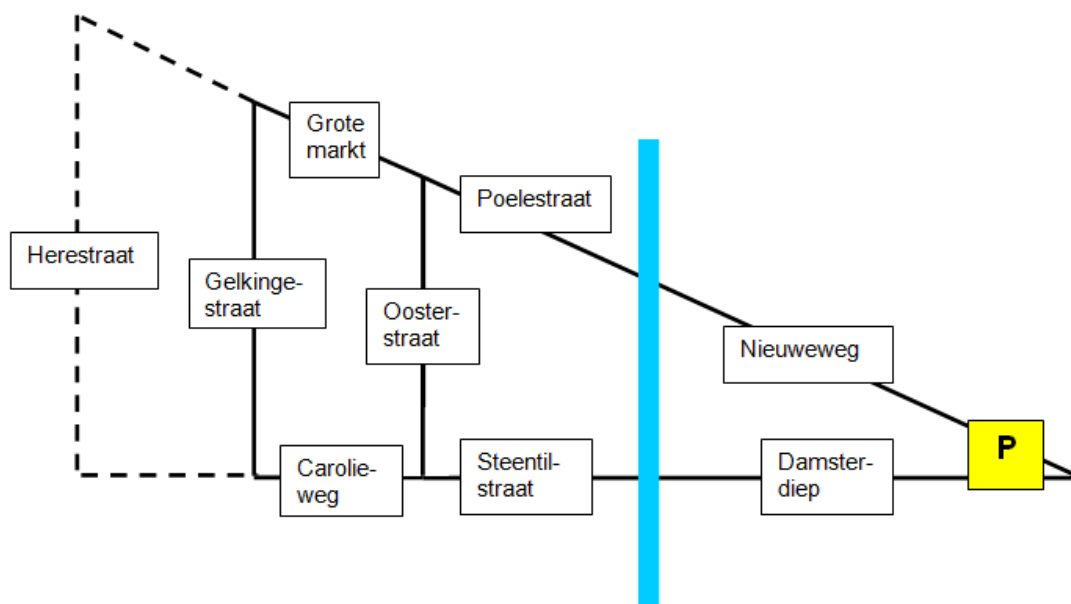 Grote
markt
Poelestraat
Herestraat
Gelkinge-
straat
Ooster-
straat
Nieuweweg
Carolie-
weg
Steentil-
straat
Damster-
diep
P